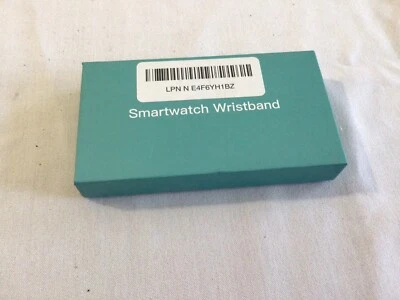 LPN N E4F6YH1BZ
Smartwatch Wristband